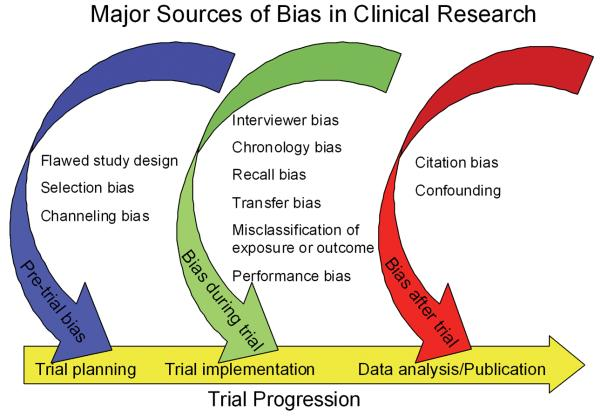 Major Sources of Bias in Clinical Research
Flawed study design
Selection bias
Channeling bias
Pre-trial bias
Interviewer bias
Chronology bias
Recall bias
Transfer bias
Misclassification of
exposure or outcome
Performance bias
Bias during trial
Citation bias
Confounding
Bias after trial
Trial planning
Trial implementation
Data analysis/Publication
Trial Progression